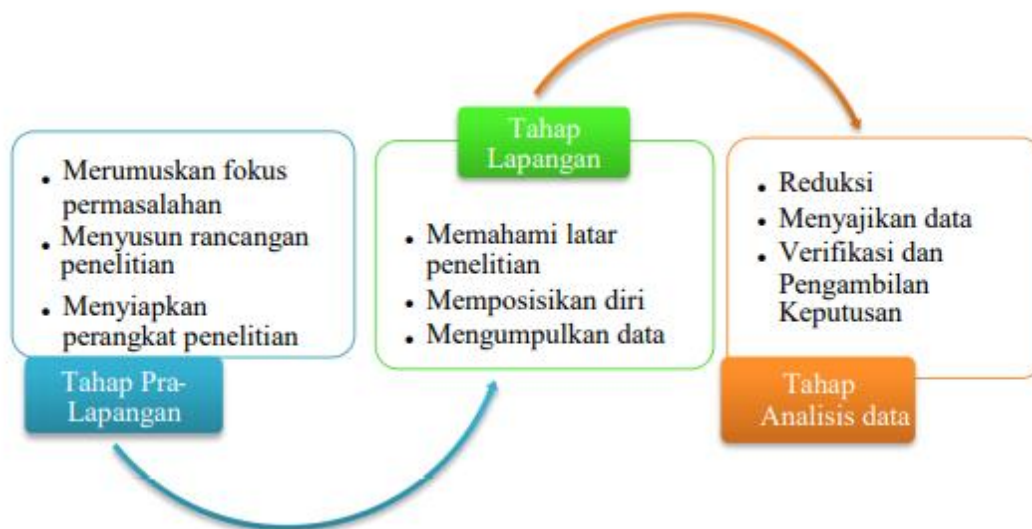 • Merumuskan fokus
permasalahan
• Menyusun rancangan
penelitian
• Menyiapkan
perangkat penelitian
Tahap Pra-
Lapangan
Tahap
Lapangan
• Memahami latar
penelitian
• Memposisikan diri
• Mengumpulkan data
• Reduksi
• Menyajikan data
• Verifikasi dan
Pengambilan
Keputusan
Tahap
Analisis data